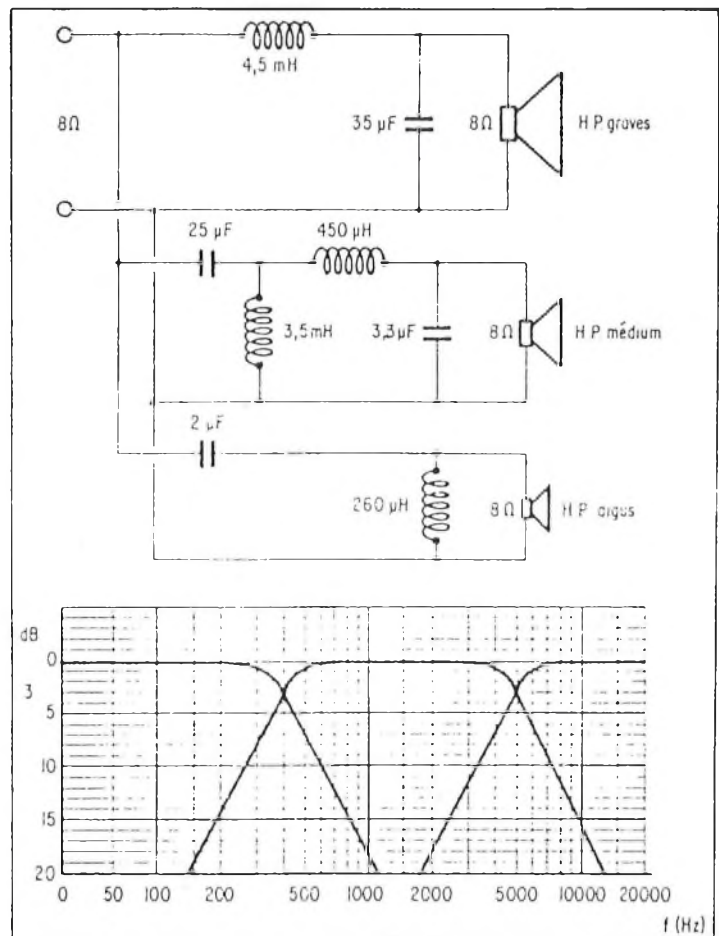 4,5 mH
8Ω
35 µF
8Ω
H.P. graves
25 µF
450 µH
3,5mH
3,3µF
8Ω
H P médium
2 µF
260 µH
8Ω
H P aigus
dB
0
3
5
10
15
20
0 50 100 200 400 500 1000 2000 5000 10000 20000
f (Hz)